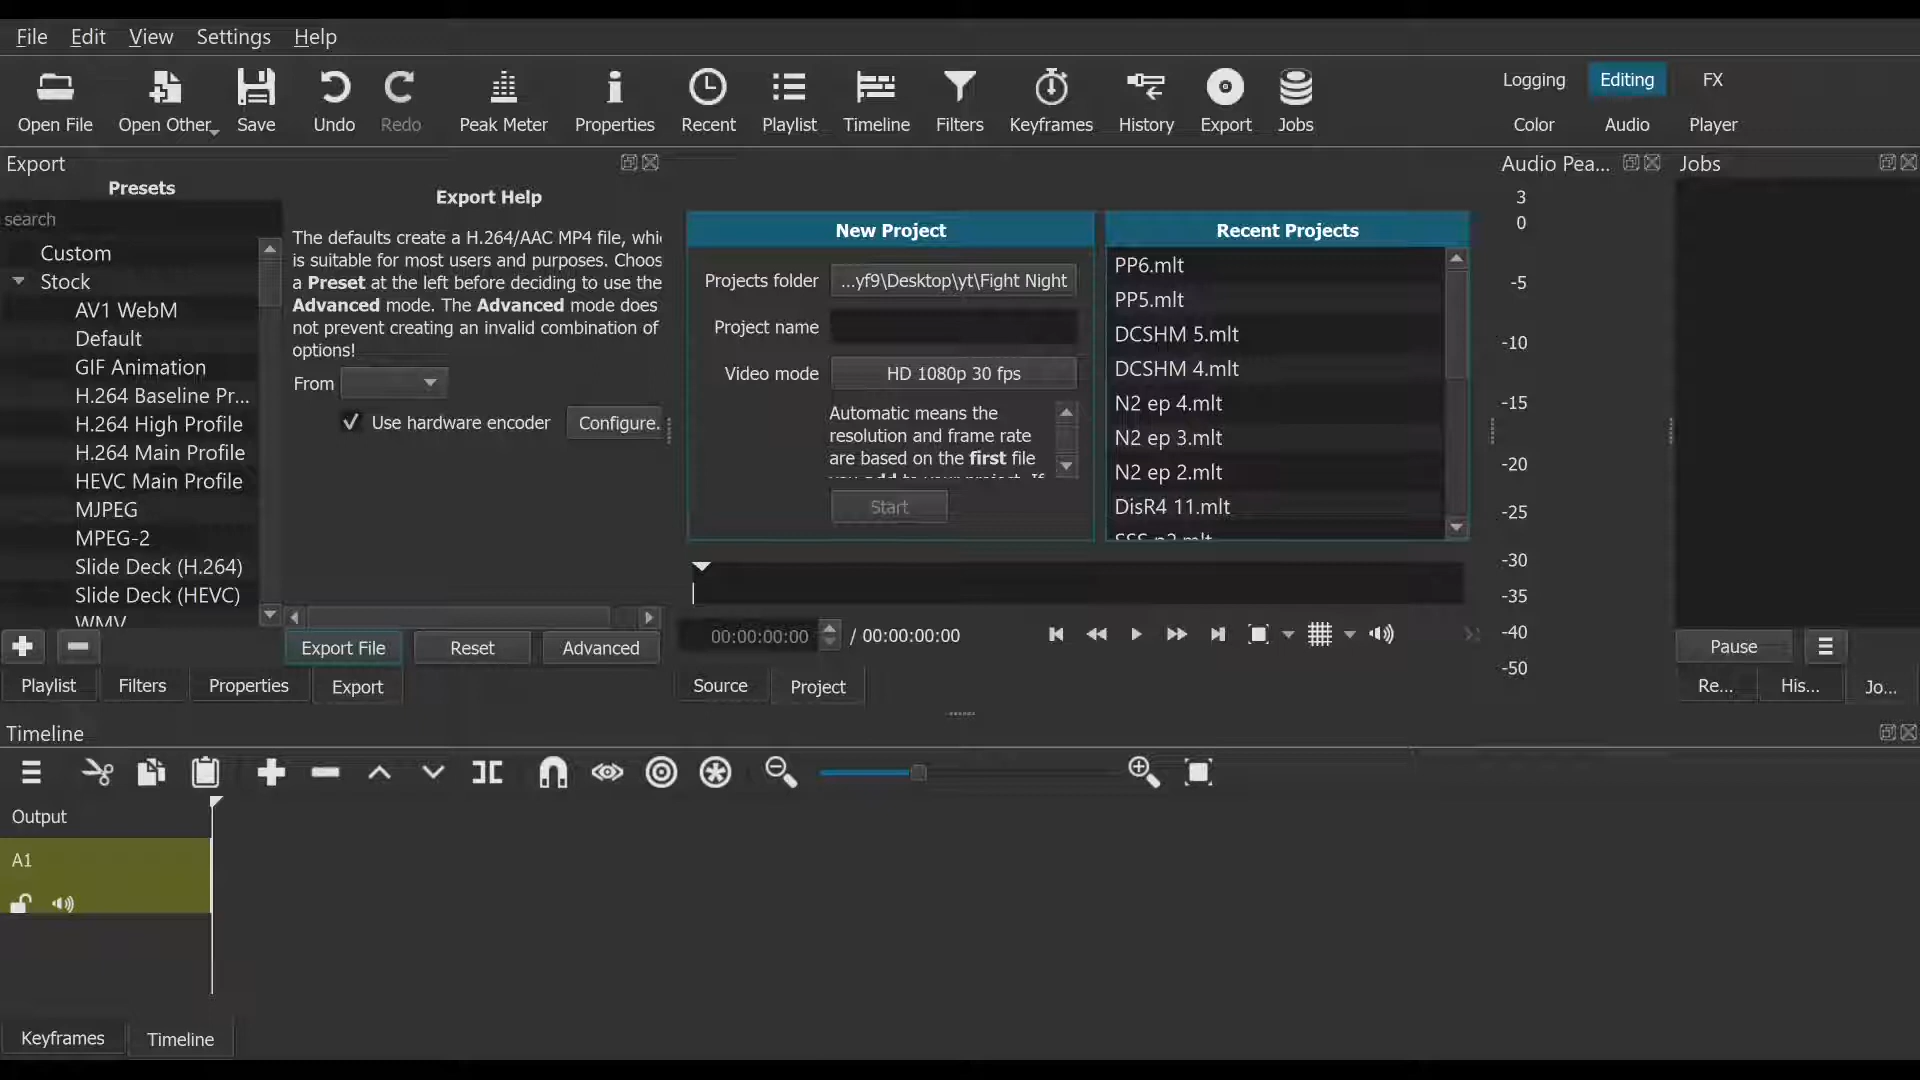 File Edit View Settings Help
Open File Open Other Save Undo Redo Peak Meter Properties Recent Playlist Timeline Filters Keyframes History Export Jobs
Logging Editing FX
Color Audio Player
Export
Presets
search
Custom
Stock
AV1 WebM
Default
GIF Animation
H.264 Baseline Pr...
H.264 High Profile
H.264 Main Profile
HEVC Main Profile
MJPEG
MPEG-2
Slide Deck (H.264)
Slide Deck (HEVC)
WMV
Export Help
The defaults create a H.264/AAC MP4 file, whi
is suitable for most users and purposes. Choos
a Preset at the left before deciding to use the
Advanced mode. The Advanced mode does
not prevent creating an invalid combination of
options!
From
Use hardware encoder Configure.
Export File Reset Advanced
Playlist Filters Properties Export
New Project
Projects folder ...yf9\Desktop\yt\Fight Night
Project name
Video mode HD 1080p 30 fps
Automatic means the
resolution and frame rate
are based on the first file
you add to your project. If
Start
Recent Projects
PP6.mlt
PP5.mlt
DCSHM 5.mlt
DCSHM 4.mlt
N2 ep 4.mlt
N2 ep 3.mlt
N2 ep 2.mlt
DisR4 11.mlt
SSS p2.mlt
00:00:00:00 / 00:00:00:00
Source Project
Audio Pea...
3
0
-5
-10
-15
-20
-25
-30
-35
-40
-50
Jobs
Pause
Re... His... Jo...
Timeline
Output
A1
Keyframes Timeline